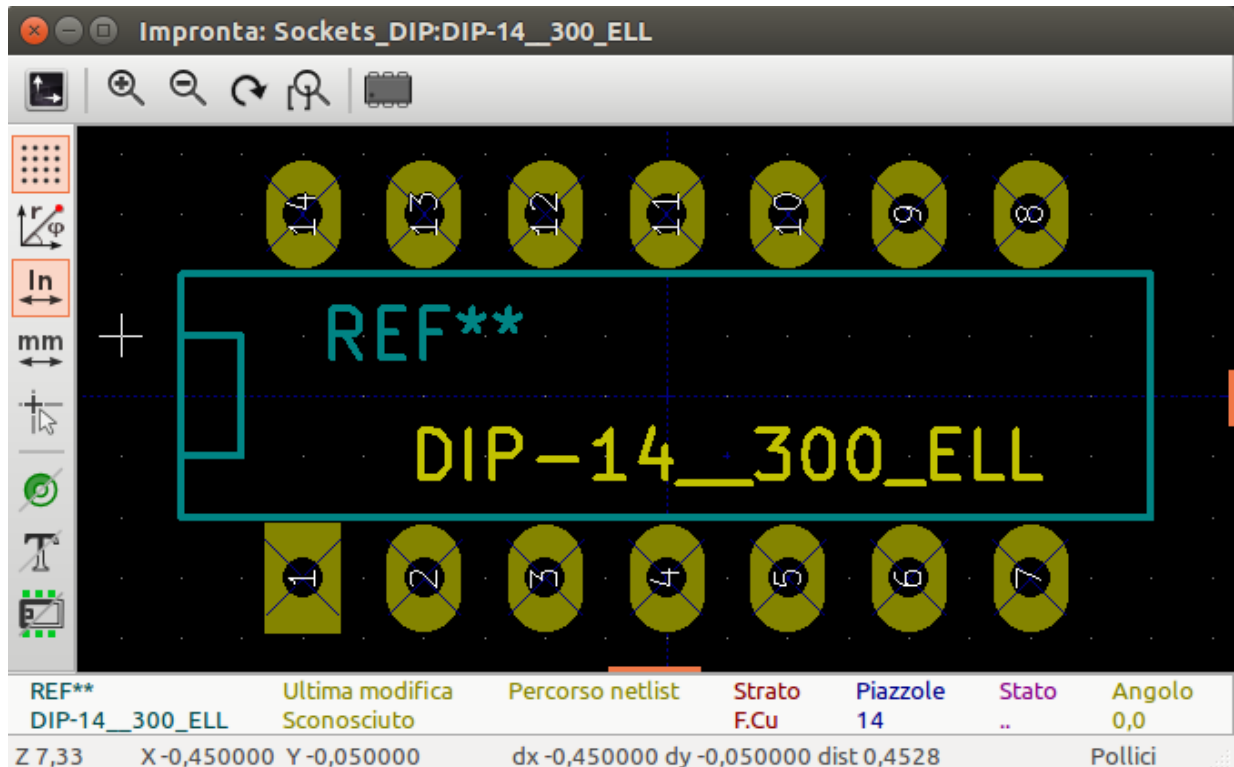 Impronta: Sockets_DIP:DIP-14__300_ELL
r
φ
In
mm
14 13 12 11 10 9 8
REF**
DIP-14__300_ELL
1 2 3 4 5 6 7
REF** Ultima modifica Percorso netlist Strato Piazzole Stato Angolo
DIP-14__300_ELL Sconosciuto F.Cu 14 .. 0,0
Z 7,33 X -0,450000 Y -0,050000 dx -0,450000 dy -0,050000 dist 0,4528 Pollici